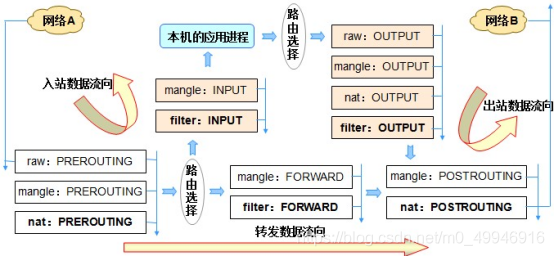 网络A
网络B
本机的应用进程
路由选择
raw：OUTPUT
mangle：OUTPUT
nat：OUTPUT
filter：OUTPUT
入站数据流向
mangle：INPUT
filter：INPUT
出站数据流向
raw：PREROUTING
mangle：PREROUTING
nat：PREROUTING
路由选择
mangle：FORWARD
filter：FORWARD
mangle：POSTROUTING
nat：POSTROUTING
转发数据流向
https://blog.csdn.net/m0_49946916